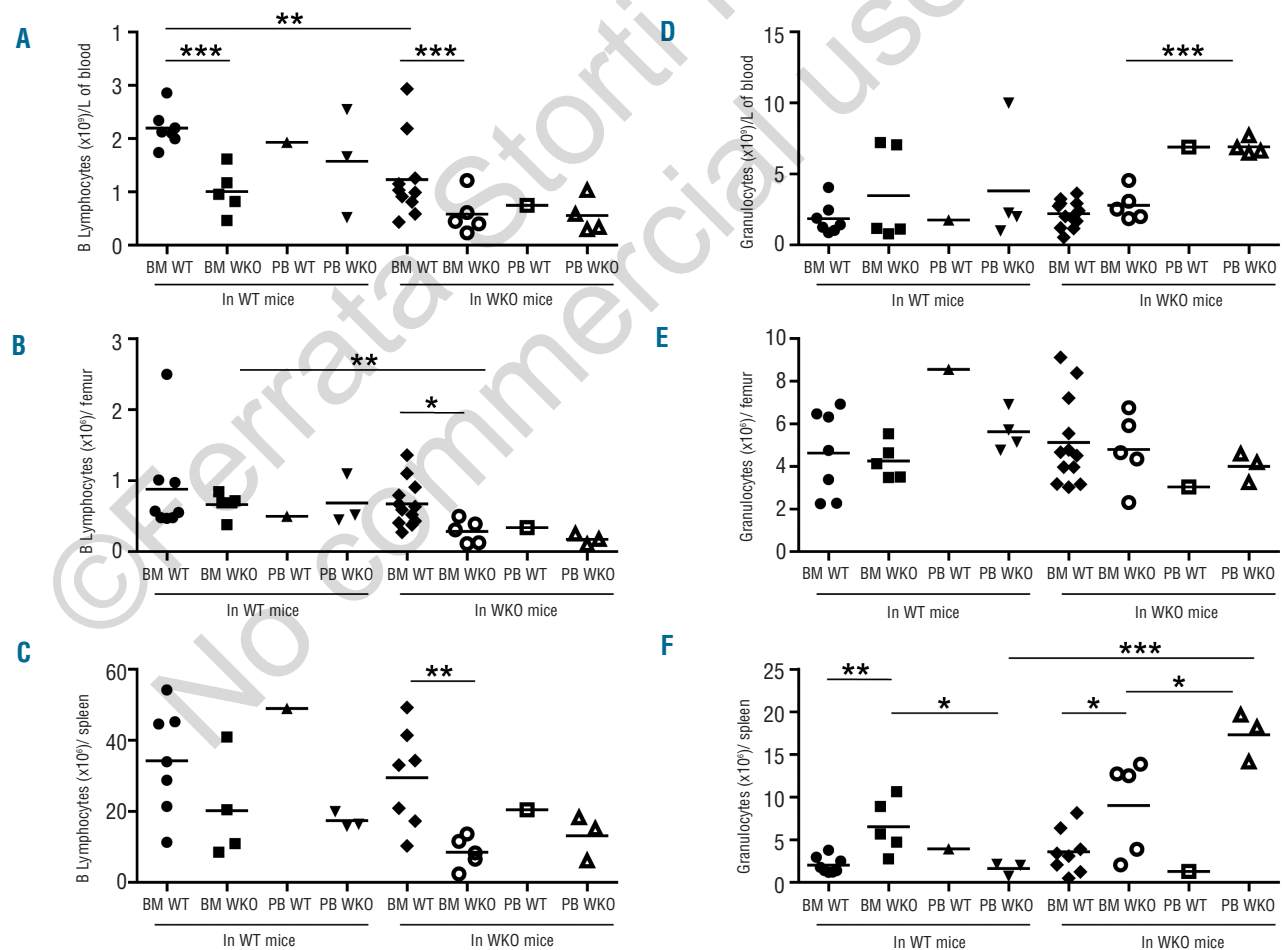 A
B Lymphocytes (x10⁹)/L of blood
1
3
2
1
0
**
***
***
BM WT BM WKO PB WT PB WKO BM WT BM WKO PB WT PB WKO
In WT mice In WKO mice
D
Granulocytes (x10⁹)/L of blood
15
10
5
0
***
BM WT BM WKO PB WT PB WKO BM WT BM WKO PB WT PB WKO
In WT mice In WKO mice
B
B Lymphocytes (x10⁶)/ femur
3
2
1
0
**
*
BM WT BM WKO PB WT PB WKO BM WT BM WKO PB WT PB WKO
In WT mice In WKO mice
E
Granulocytes (x10⁶)/ femur
10
8
6
4
2
0
BM WT BM WKO PB WT PB WKO BM WT BM WKO PB WT PB WKO
In WT mice In WKO mice
C
B Lymphocytes (x10⁶)/ spleen
60
40
20
0
**
BM WT BM WKO PB WT PB WKO BM WT BM WKO PB WT PB WKO
In WT mice In WKO mice
F
Granulocytes (x10⁶)/ spleen
25
20
15
10
5
0
***
**
*
*
*
BM WT BM WKO PB WT PB WKO BM WT BM WKO PB WT PB WKO
In WT mice In WKO mice
©Ferrata Storti
No commercial use